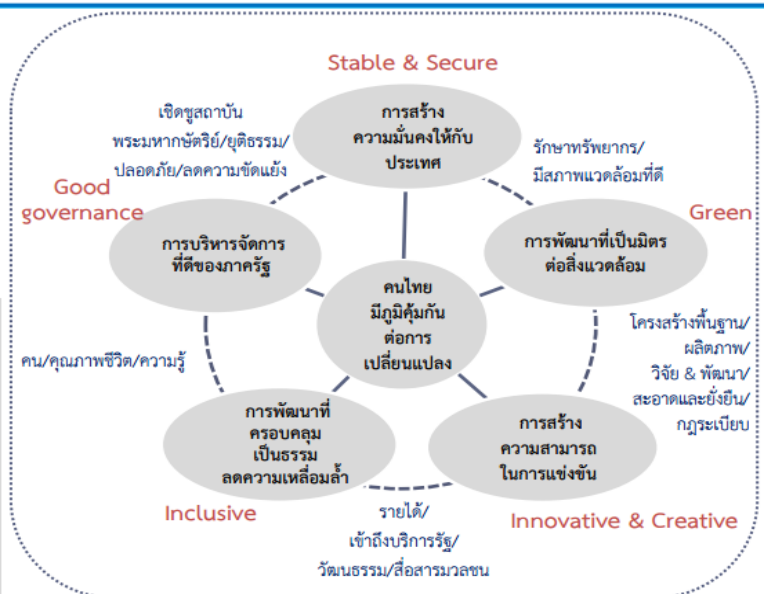 Stable & Secure
การสร้าง
ความมั่นคงให้กับ
ประเทศ
เชิดชูสถาบัน
พระมหากษัตริย์/ยุติธรรม/
ปลอดภัย/ลดความขัดแย้ง
รักษาทรัพยากร/
มีสภาพแวดล้อมที่ดี
Good
governance
Green
การบริหารจัดการ
ที่ดีของภาครัฐ
การพัฒนาที่เป็นมิตร
ต่อสิ่งแวดล้อม
คนไทย
มีภูมิคุ้มกัน
ต่อการ
เปลี่ยนแปลง
คน/คุณภาพชีวิต/ความรู้
โครงสร้างพื้นฐาน/
ผลิตภาพ/
วิจัย & พัฒนา/
สะอาดและยั่งยืน/
กฎระเบียบ
การพัฒนาที่
ครอบคลุม
เป็นธรรม
ลดความเหลื่อมล้ำ
การสร้าง
ความสามารถ
ในการแข่งขัน
Inclusive
รายได้/
เข้าถึงบริการรัฐ/
วัฒนธรรม/สื่อสารมวลชน
Innovative & Creative